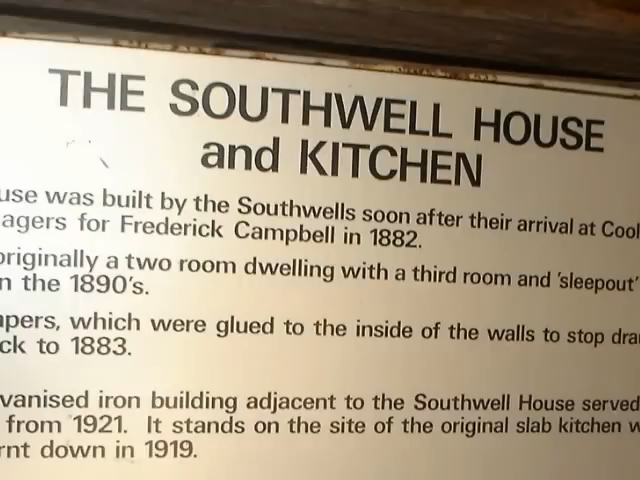 THE SOUTHWELL HOUSE
and KITCHEN
use was built by the Southwells soon after their arrival at Cool
agers for Frederick Campbell in 1882.
originally a two room dwelling with a third room and 'sleepout'
n the 1890's.
apers, which were glued to the inside of the walls to stop dra
ck to 1883.
vanised iron building adjacent to the Southwell House served
from 1921. It stands on the site of the original slab kitchen w
rnt down in 1919.